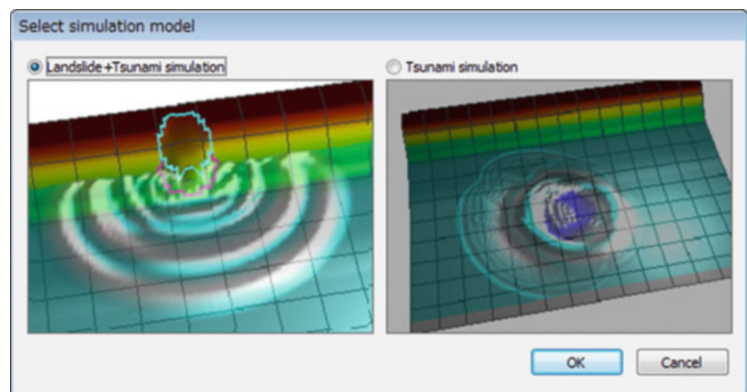 Select simulation model
Landslide+Tsunami simulation
Tsunami simulation
OK
Cancel